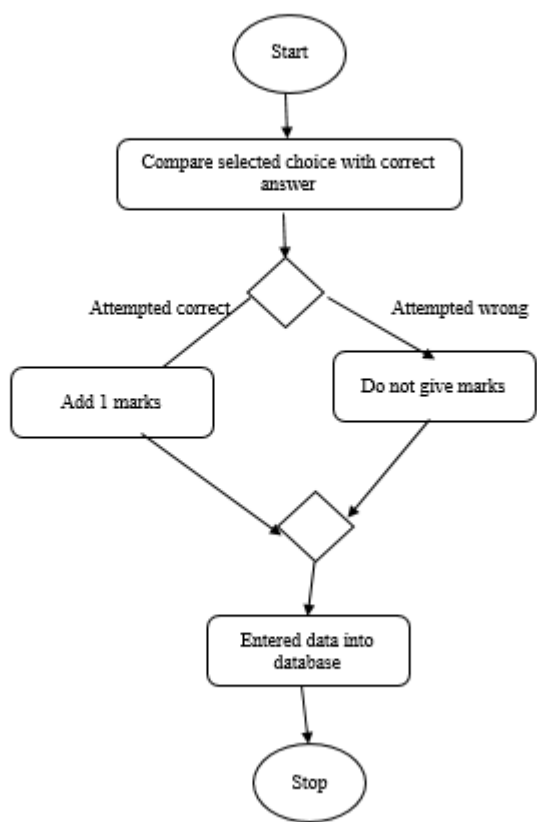 Start
Compare selected choice with correct
answer
Attempted correct
Attempted wrong
Add 1 marks
Do not give marks
Entered data into
database
Stop